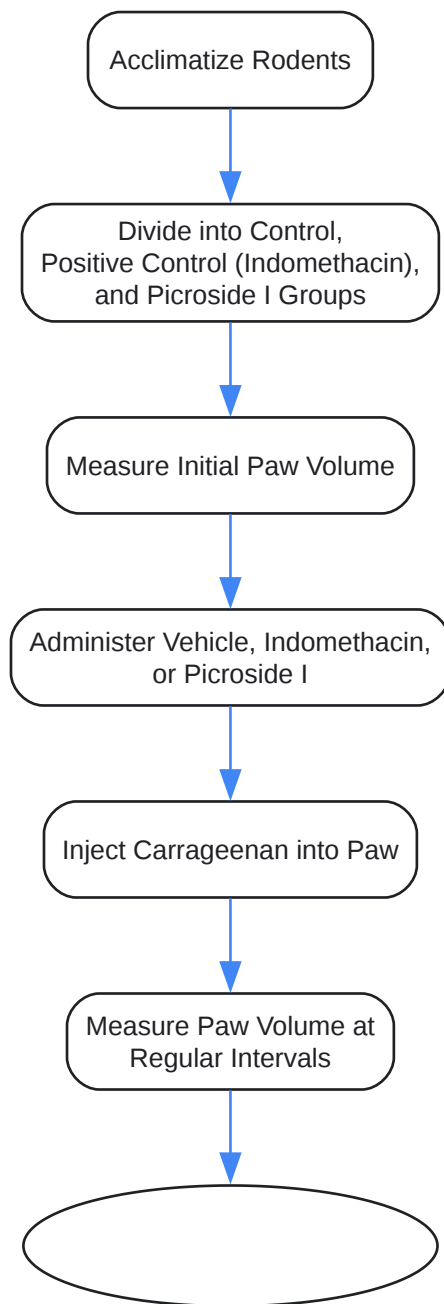 Acclimatize Rodents
Divide into Control,
Positive Control (Indomethacin),
and Picroside I Groups
Measure Initial Paw Volume
Administer Vehicle, Indomethacin,
or Picroside I
Inject Carrageenan into Paw
Measure Paw Volume at
Regular Intervals